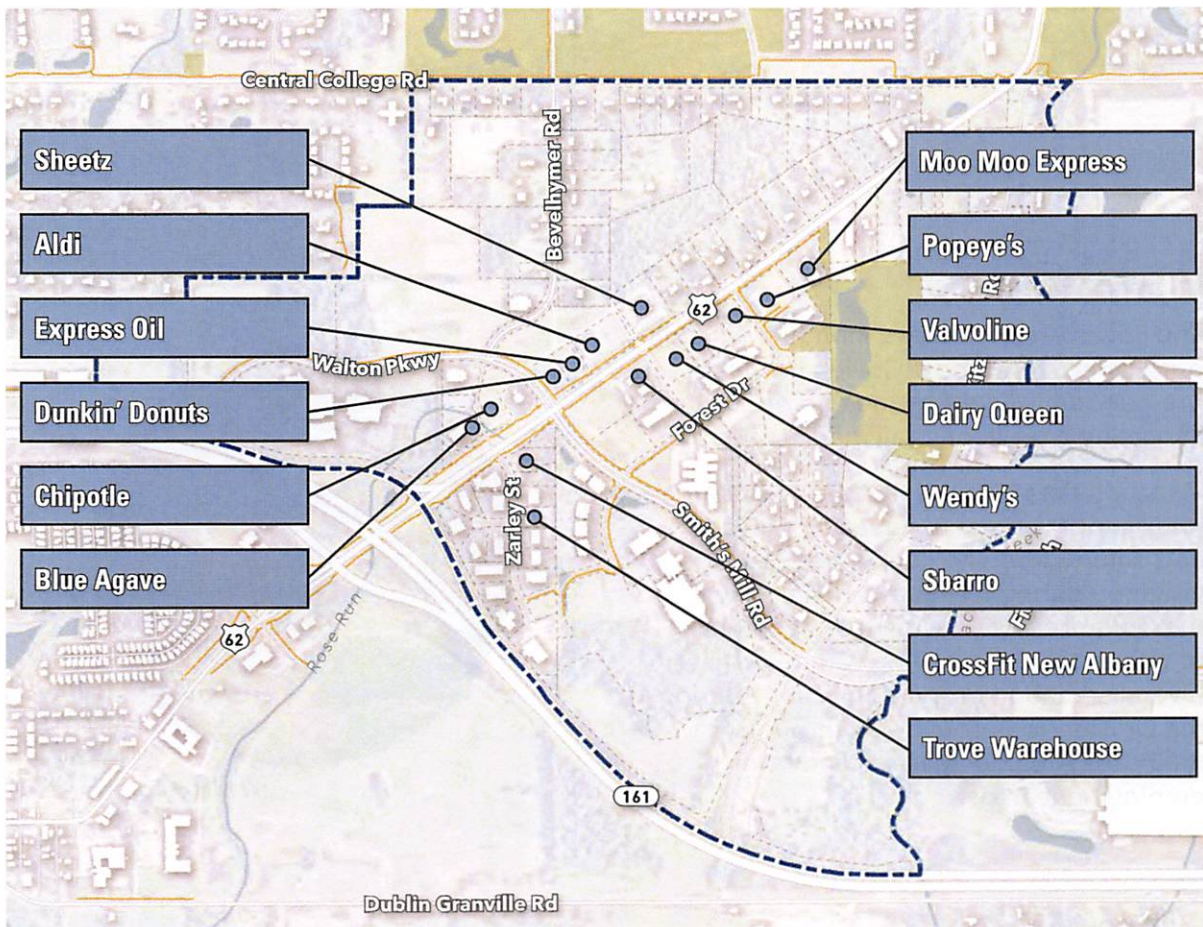 Central College Rd
Bevelhymer Rd
Sheetz
Aldi
Express Oil
Dunkin' Donuts
Chipotle
Blue Agave
Moo Moo Express
Popeye's
Valvoline
Dairy Queen
Wendy's
Sbarro
CrossFit New Albany
Trove Warehouse
62
Walton Pkwy
Forest Dr
Zarley St
Smith's Mill Rd
Rose Run
62
161
Dublin Granville Rd